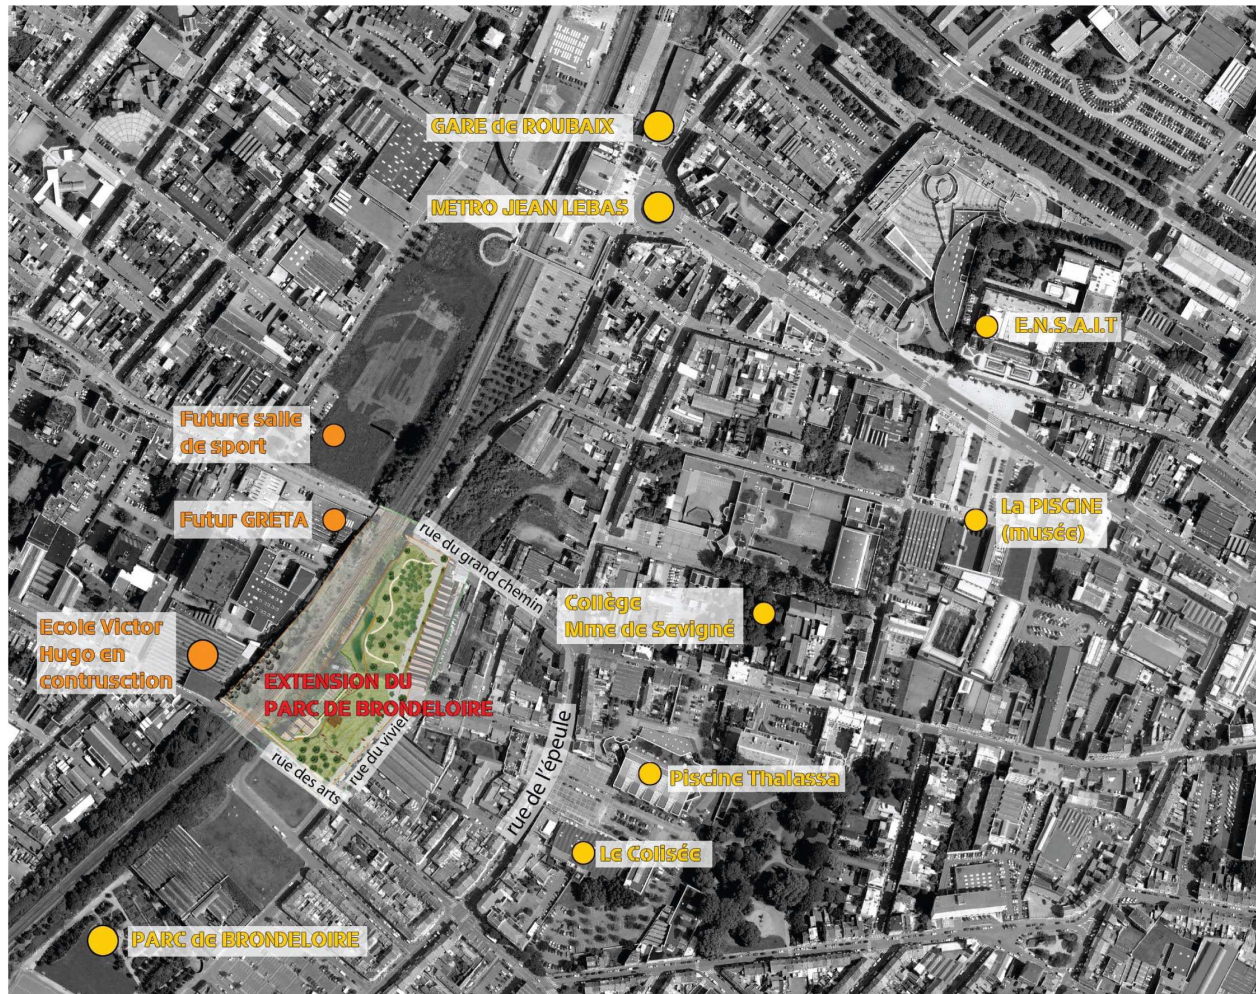 GARE de ROUBAIX
METRO JEAN LEBAS
E.N.S.A.I.T
Future salle
de sport
Futur GRETA
La PISCINE
(musée)
rue du grand chemin
Collège
Mme de Sevigné
Ecole Victor
Hugo en
contrusction
EXTENSION DU
PARC DE BRONDELOIRE
rue du vivier
rue des arts
rue de l'épeule
Piscine Thalassa
Le Colisée
PARC de BRONDELOIRE